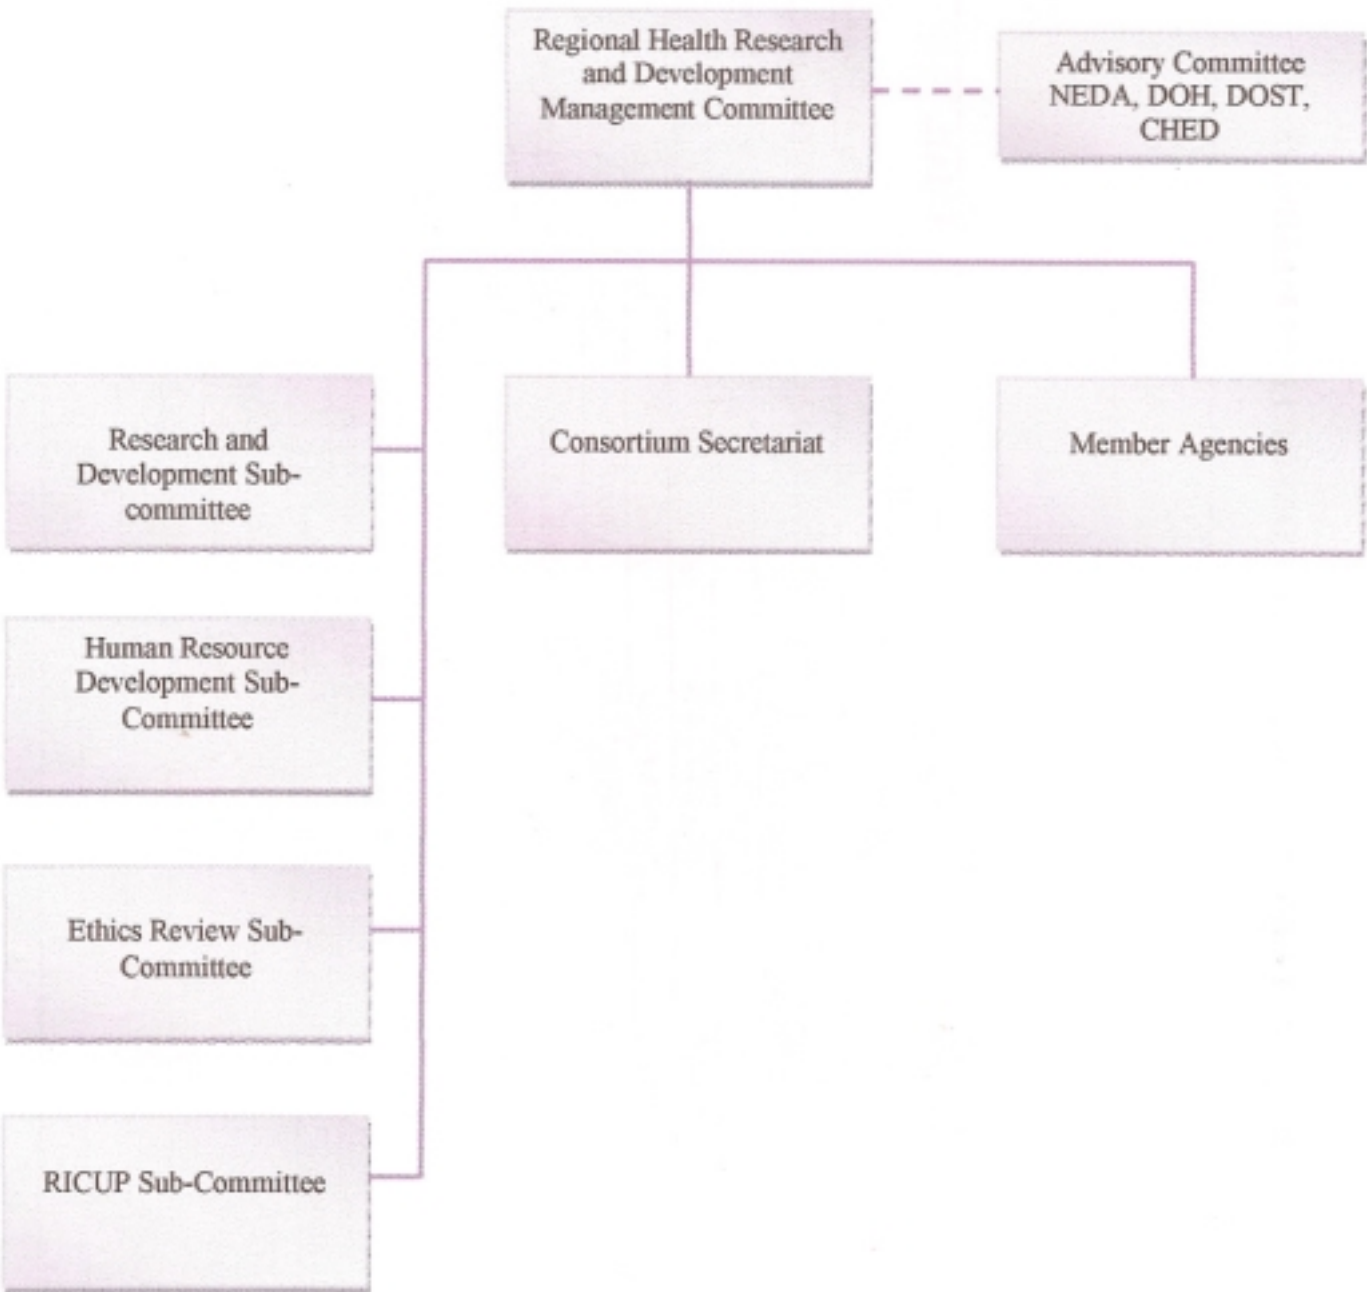 Regional Health Research
and Development
Management Committee
Advisory Committee
NEDA, DOH, DOST,
CHED
Research and
Development Sub-
committee
Consortium Secretariat
Member Agencies
Human Resource
Development Sub-
Committee
Ethics Review Sub-
Committee
RICUP Sub-Committee